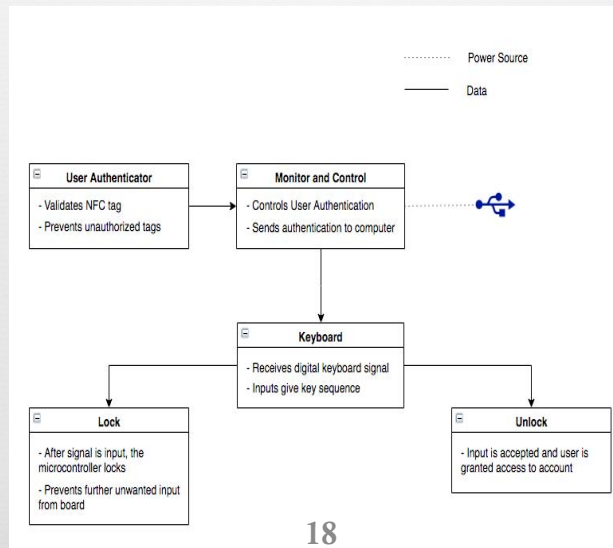 Power Source
Data
User Authenticator
- Validates NFC tag
- Prevents unauthorized tags
Monitor and Control
- Controls User Authentication
- Sends authentication to computer
Keyboard
- Receives digital keyboard signal
- Inputs give key sequence
Lock
- After signal is input, the
microcontroller locks
- Prevents further unwanted input
from board
Unlock
- Input is accepted and user is
granted access to account
18